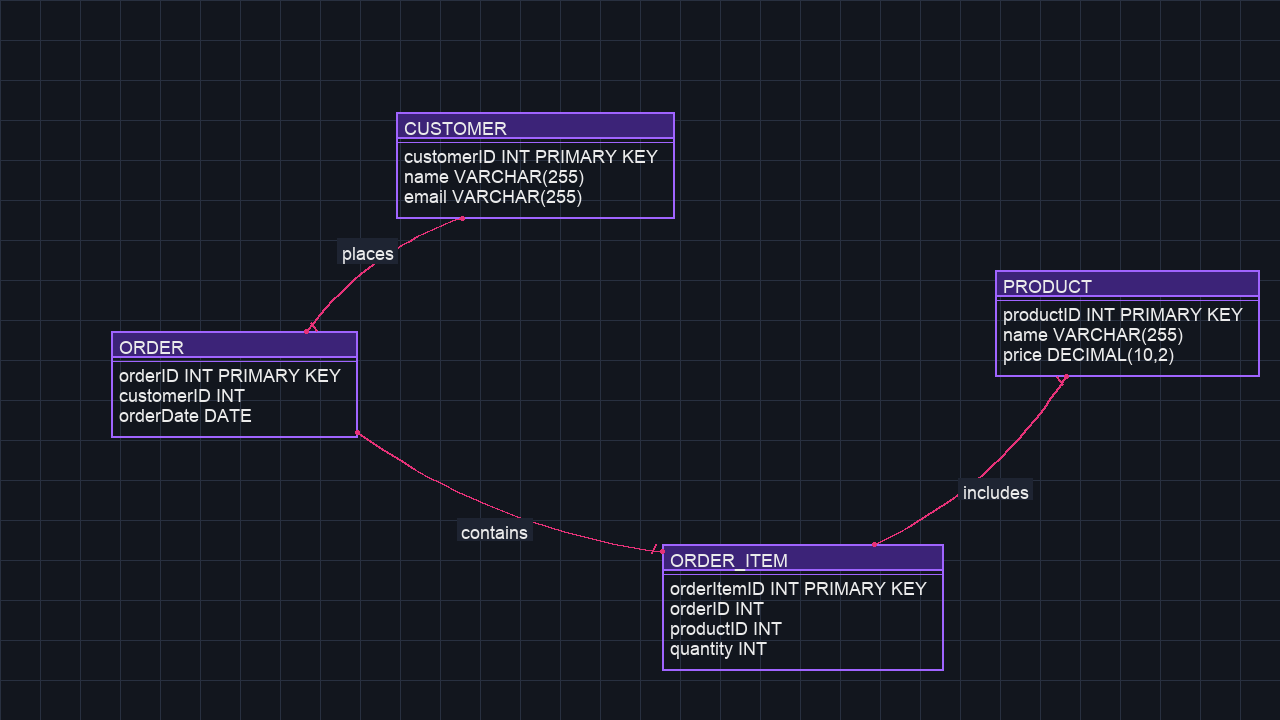 CUSTOMER
customerID INT PRIMARY KEY
name VARCHAR(255)
email VARCHAR(255)
places
ORDER
orderID INT PRIMARY KEY
customerID INT
orderDate DATE
PRODUCT
productID INT PRIMARY KEY
name VARCHAR(255)
price DECIMAL(10,2)
includes
contains
ORDER_ITEM
orderItemID INT PRIMARY KEY
orderID INT
productID INT
quantity INT